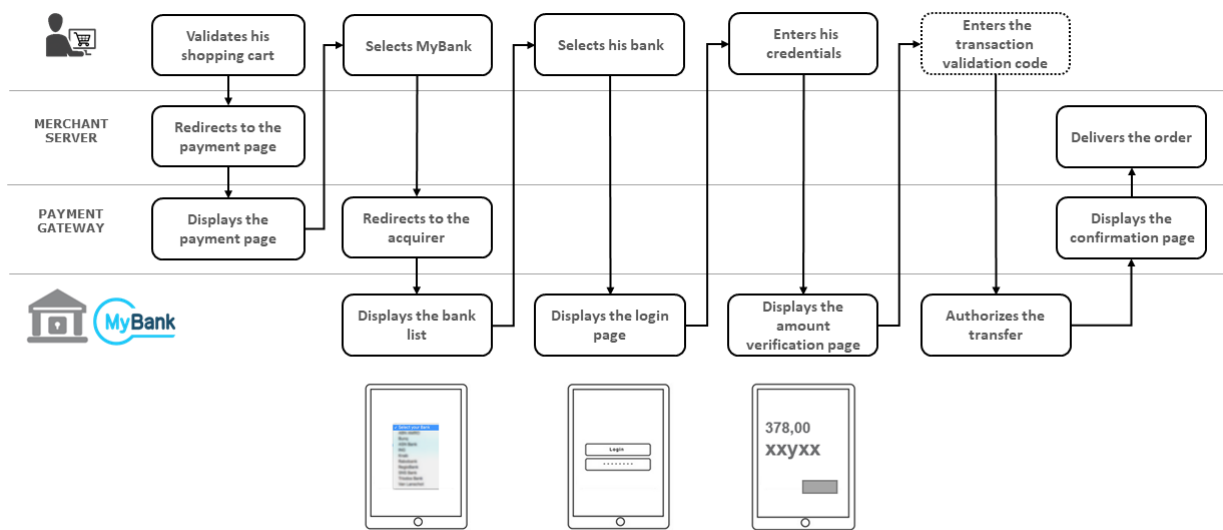 Validates his
shopping cart
Selects MyBank
Selects his bank
Enters his
credentials
Enters the
transaction
validation code
MERCHANT
SERVER
Redirects to the
payment page
Delivers the order
PAYMENT
GATEWAY
Displays the
payment page
Redirects to the
acquirer
Displays the
confirmation page
MyBank
Displays the bank
list
Displays the login
page
Displays the
amount
verification page
Authorizes the
transfer
Select your bank
Login
378,00
xxyxx